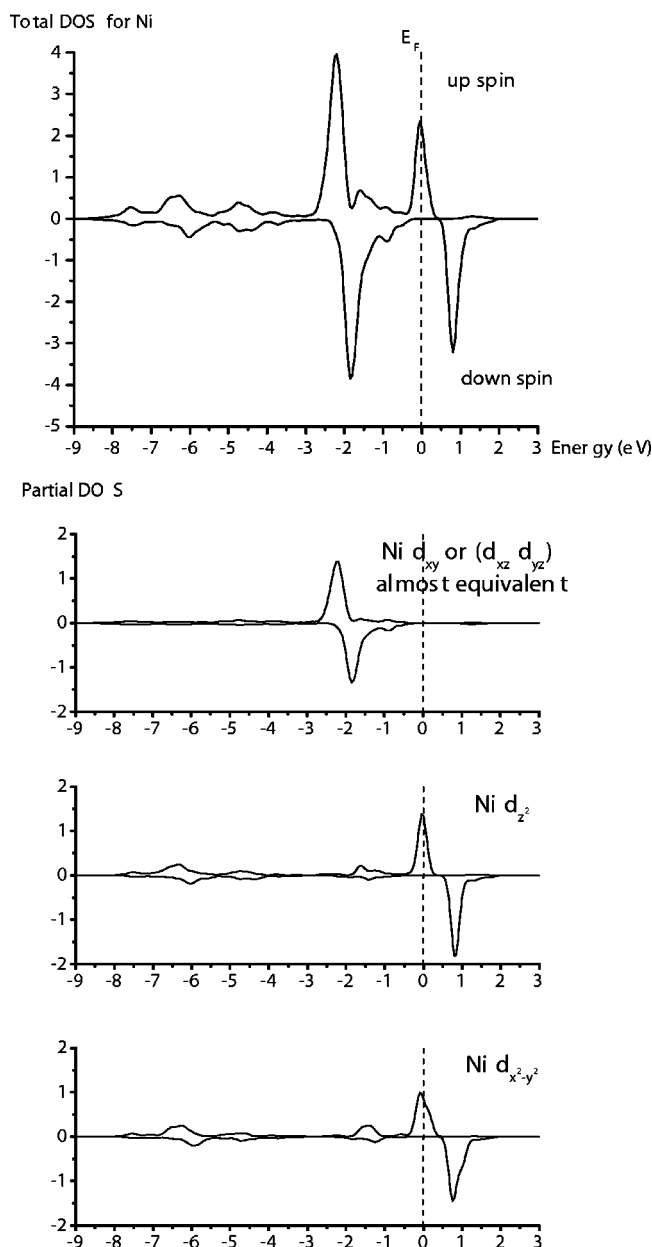 Total DOS for Ni
E_F
4
up spin
3
2
1
0
-1
-2
-3
down spin
-4
-5
-9 -8 -7 -6 -5 -4 -3 -2 -1 0 1 2 3 Energy (eV)
Partial DO S
2
Ni d_xy or (d_xz d_yz)
almost equivalent
1
0
-1
-2
-9 -8 -7 -6 -5 -4 -3 -2 -1 0 1 2 3
2
Ni d_z²
1
0
-1
-2
-9 -8 -7 -6 -5 -4 -3 -2 -1 0 1 2 3
2
Ni d_x²-y²
1
0
-1
-2
-9 -8 -7 -6 -5 -4 -3 -2 -1 0 1 2 3